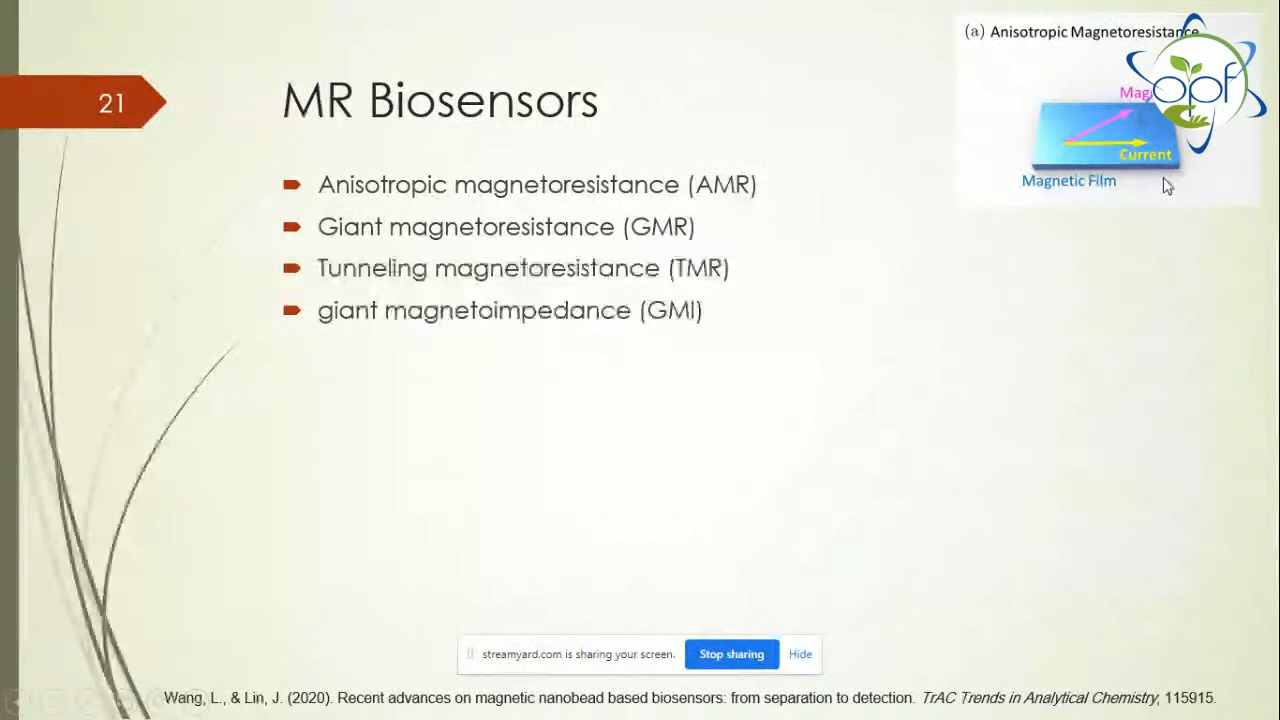 21
MR Biosensors
Anisotropic magnetoresistance (AMR)
Giant magnetoresistance (GMR)
Tunneling magnetoresistance (TMR)
giant magnetoimpedance (GMI)
(a) Anisotropic Magnetoresistance
opf
Current
Magnetic Film
streamyard.com is sharing your screen.
Stop sharing
Hide
Wang, L., & Lin, J. (2020). Recent advances on magnetic nanobead based biosensors: from separation to detection. TrAC Trends in Analytical Chemistry, 115915.